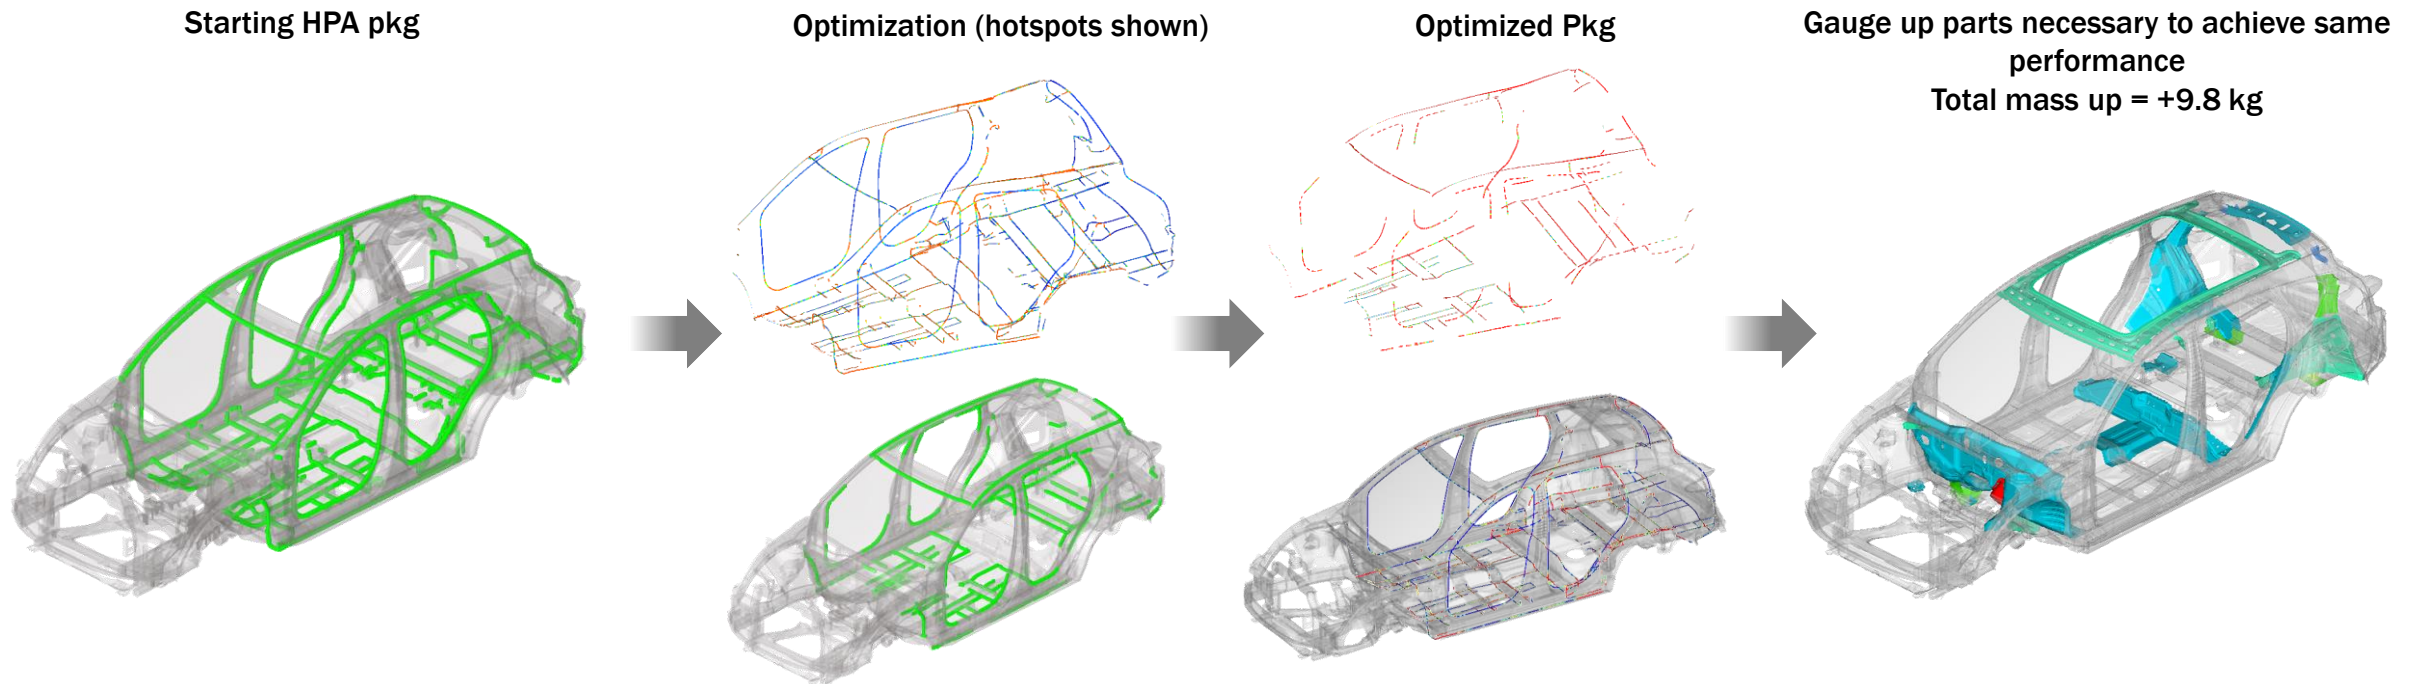 Starting HPA pkg
Optimization (hotspots shown)
Optimized Pkg
Gauge up parts necessary to achieve same
performance
Total mass up = +9.8 kg